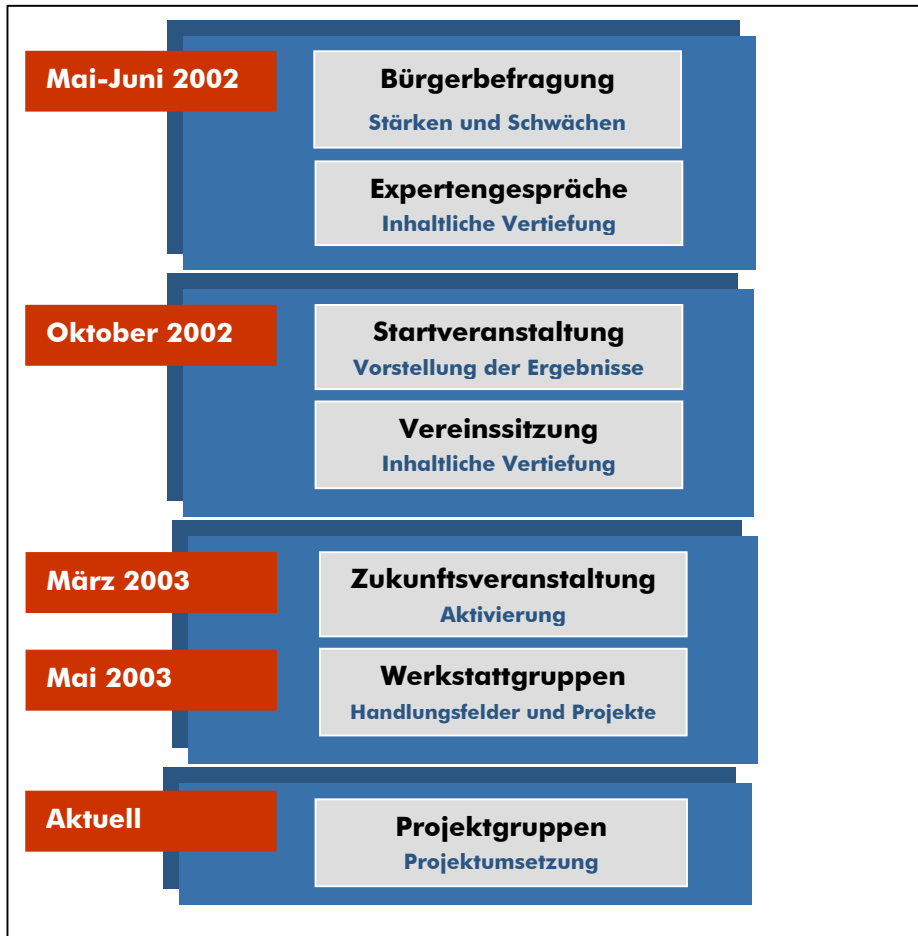 Mai-Juni 2002
Bürgerbefragung
Stärken und Schwächen
Expertengespräche
Inhaltliche Vertiefung
Oktober 2002
Startveranstaltung
Vorstellung der Ergebnisse
Vereinssitzung
Inhaltliche Vertiefung
März 2003
Zukunftsveranstaltung
Aktivierung
Mai 2003
Werkstattgruppen
Handlungsfelder und Projekte
Aktuell
Projektgruppen
Projektumsetzung